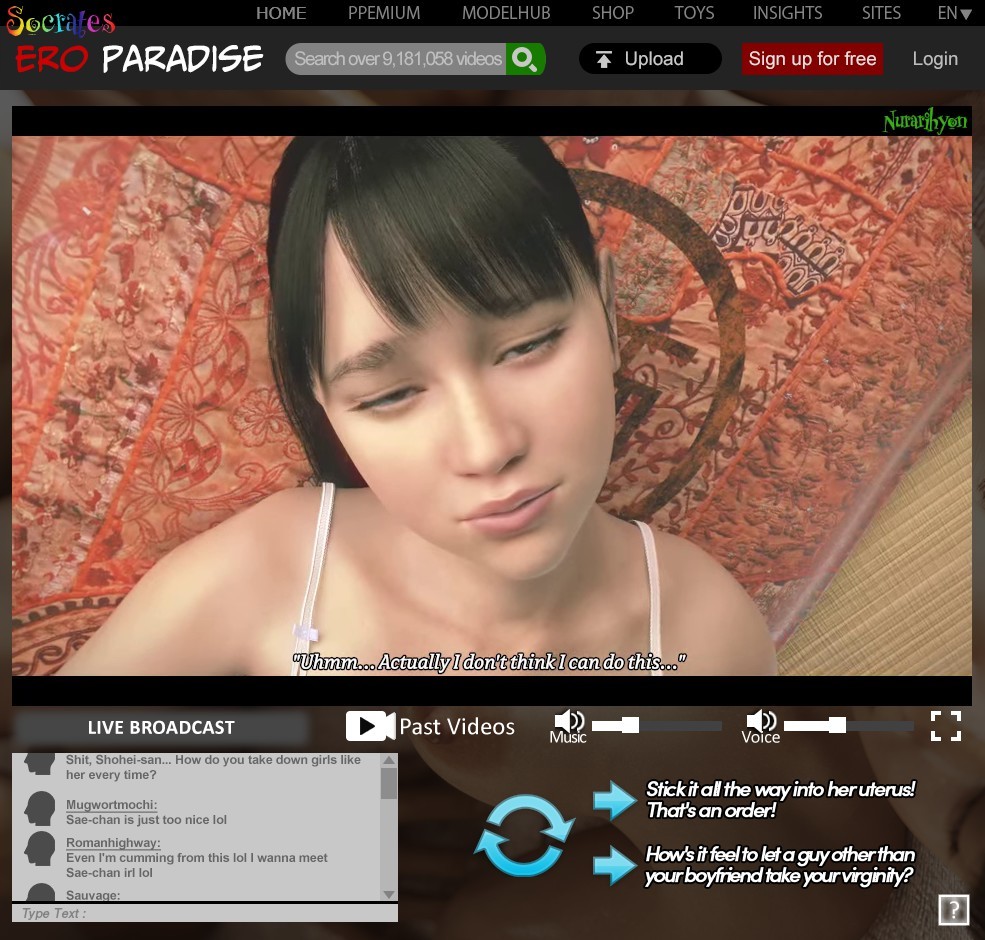 Socrates
HOME PPEMIUM MODELHUB SHOP TOYS INSIGHTS SITES EN
ERO PARADISE Search over 9,181,058 videos Upload Sign up for free Login
Nurarihyon
"Uhmm... Actually I don't think I can do this..."
LIVE BROADCAST Past Videos Music Voice
Shit, Shohei-san... How do you take down girls like
her every time?
Mugwortmochi:
Sae-chan is just too nice lol
Romanhighway:
Even I'm cumming from this lol I wanna meet
Sae-chan irl lol
Sauvage:
Type Text :
Stick it all the way into her uterus!
That's an order!
How's it feel to let a guy other than
your boyfriend take your virginity?
?